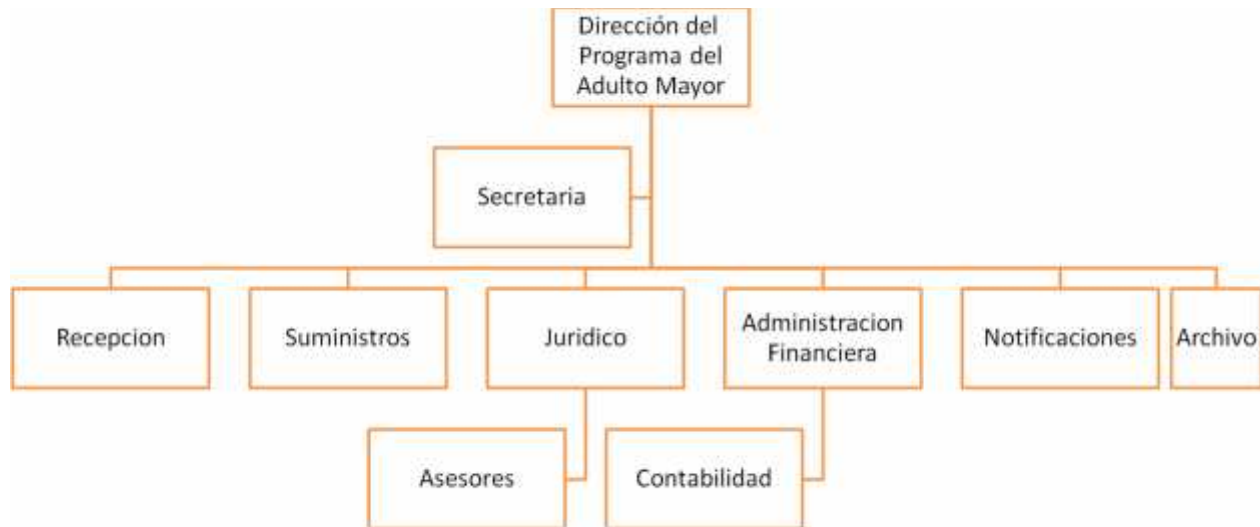 Dirección del
Programa del
Adulto Mayor
Secretaria
Recepcion
Suministros
Juridico
Administracion
Financiera
Notificaciones
Archivo
Asesores
Contabilidad